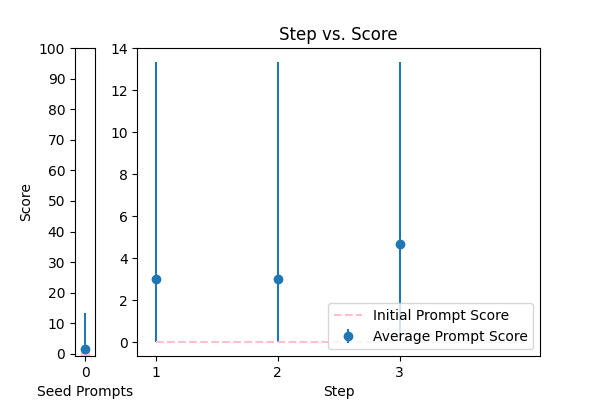 Step vs. Score
100
90
80
70
60
50
40
30
20
10
0
Score
0
Seed Prompts
14
12
10
8
6
4
2
0
1 2 3
Step
Initial Prompt Score
Average Prompt Score